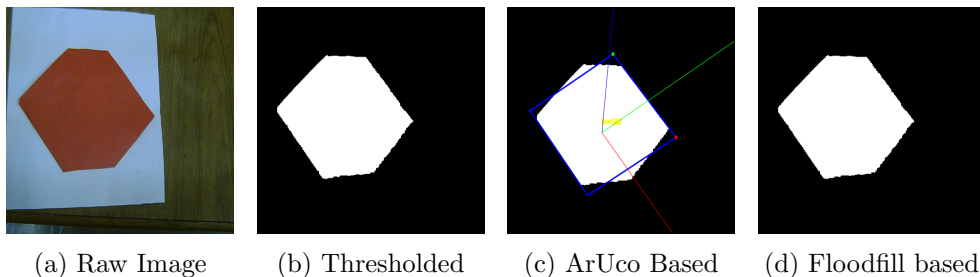 (a) Raw Image
(b) Thresholded
(c) ArUco Based
(d) Floodfill based